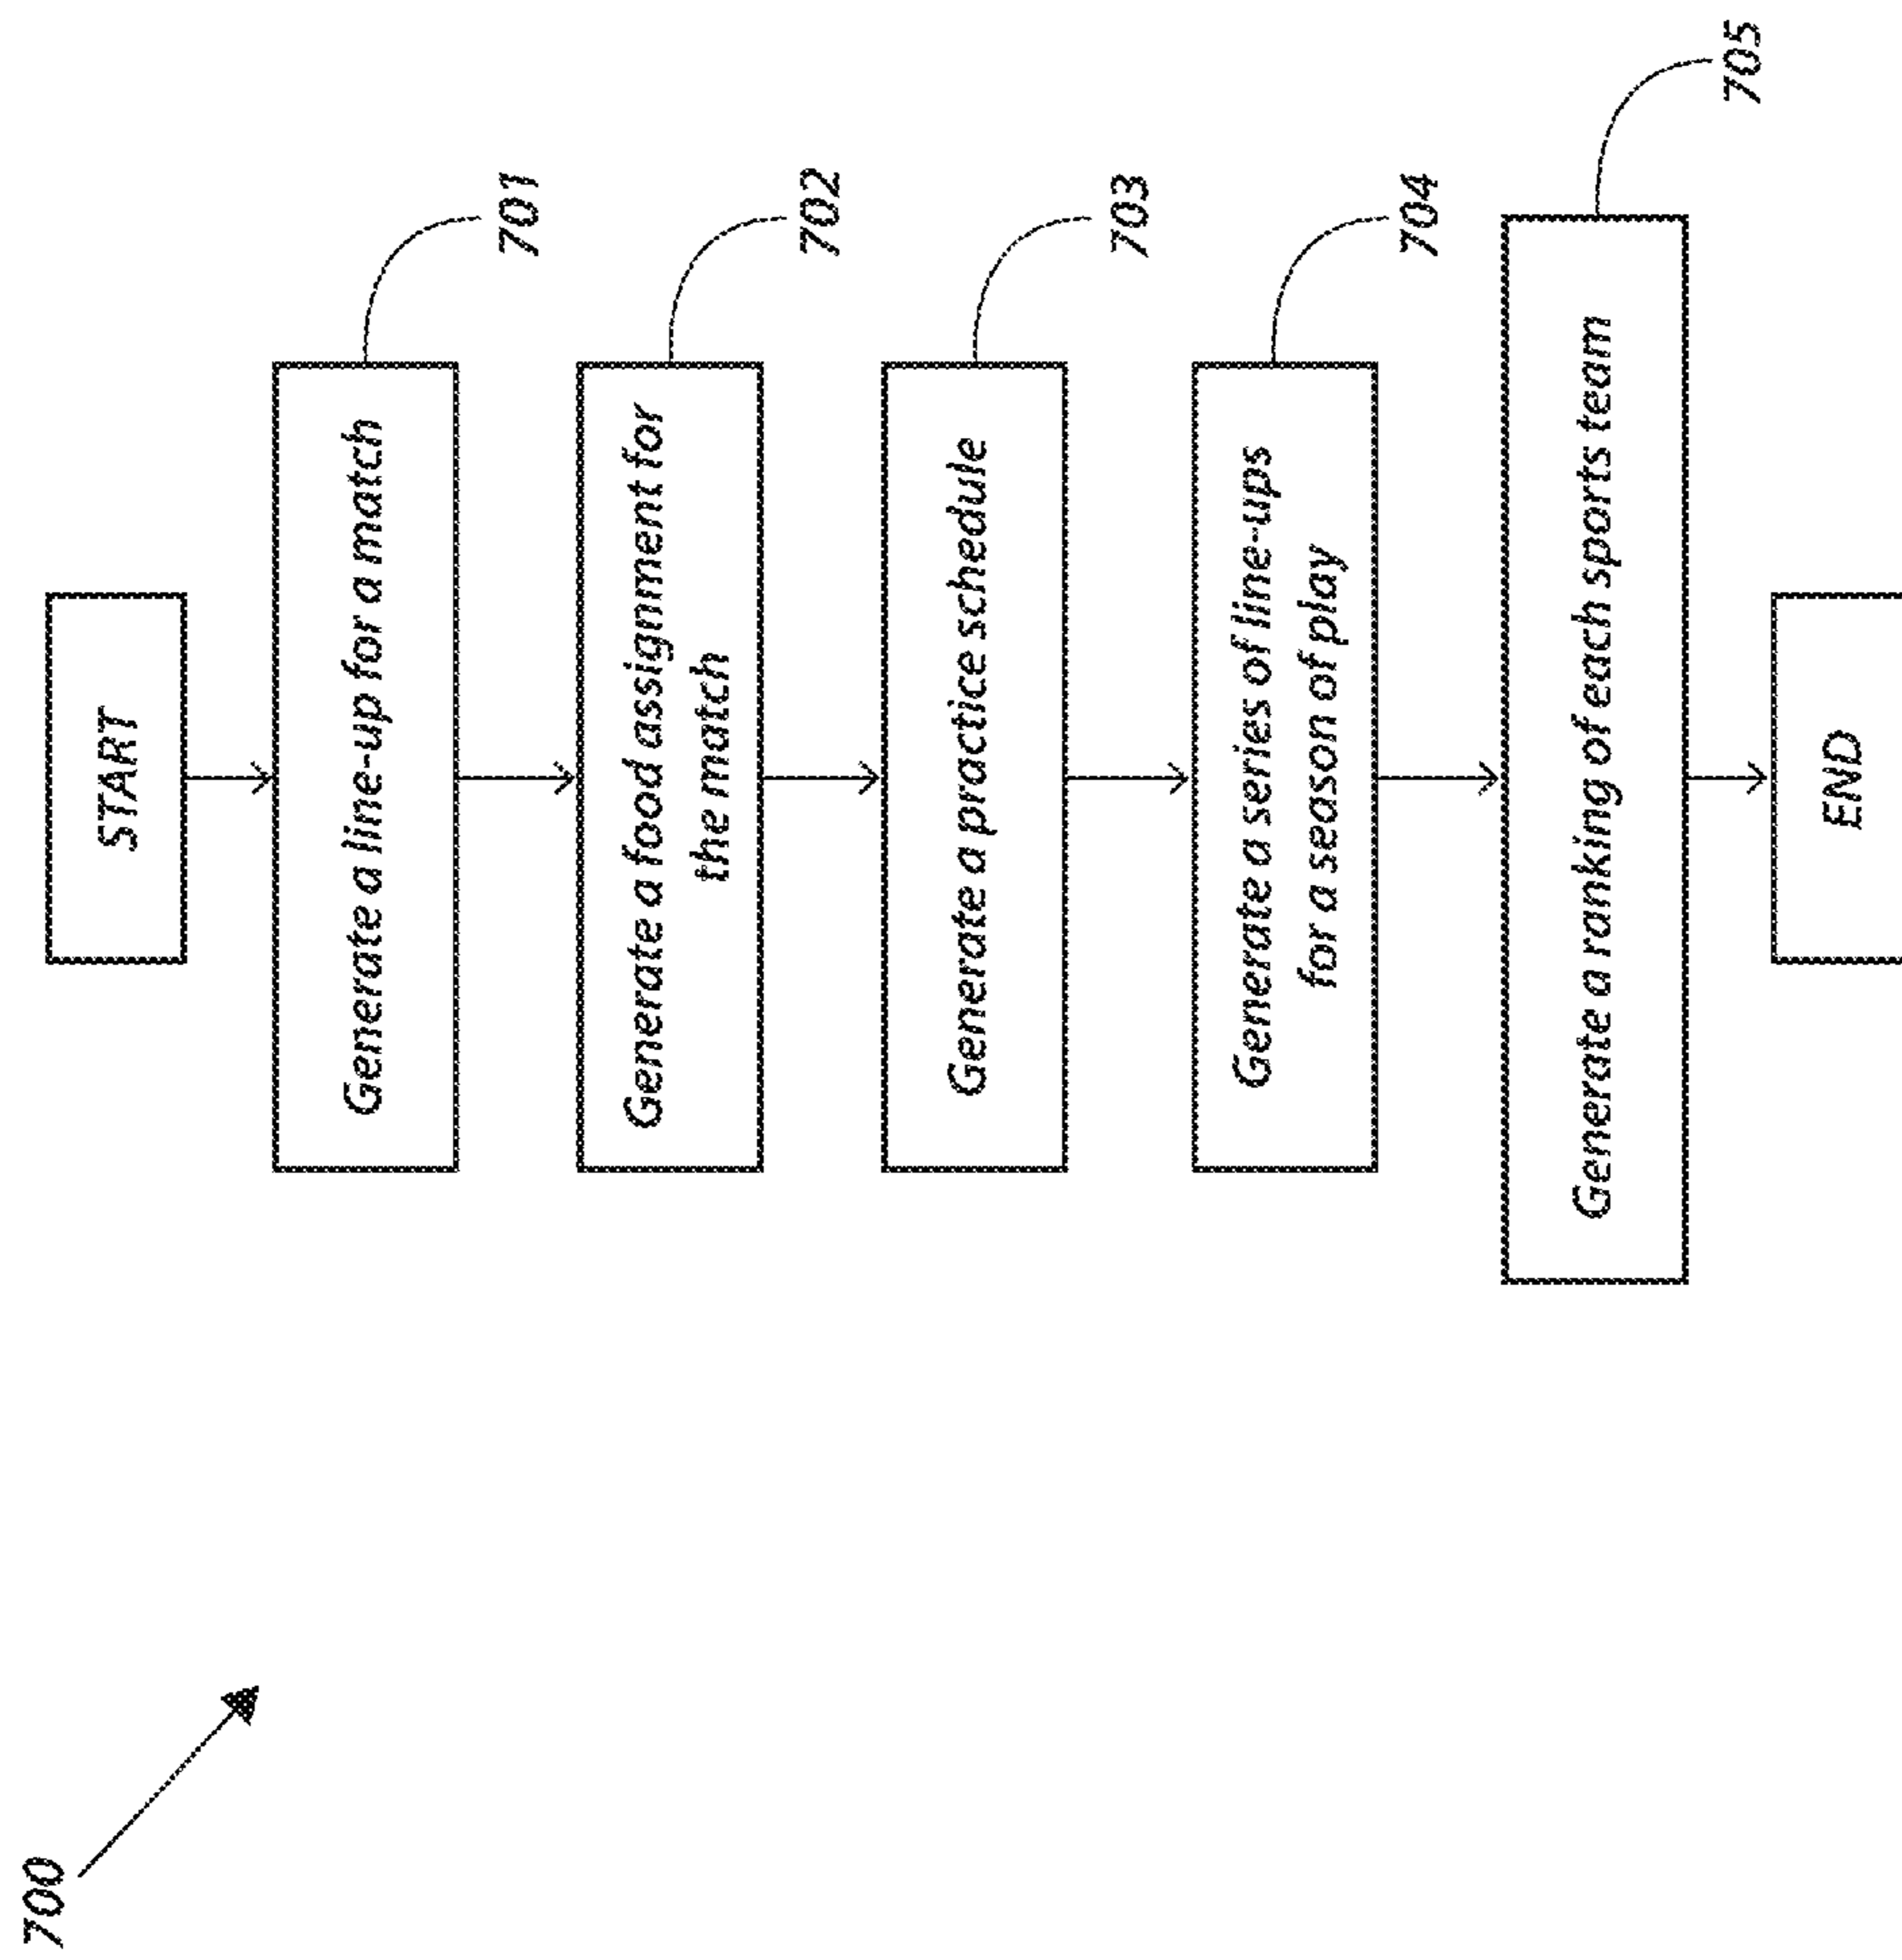 700
START
Generate a line-up for a match
701
Generate a food assignment for
the match
702
Generate a practice schedule
703
Generate a series of line-ups
for a season of play
704
Generate a ranking of each sports team
705
END